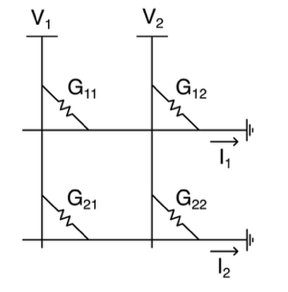 V₁ V₂
G₁₁ G₁₂
I₁
G₂₁ G₂₂
I₂